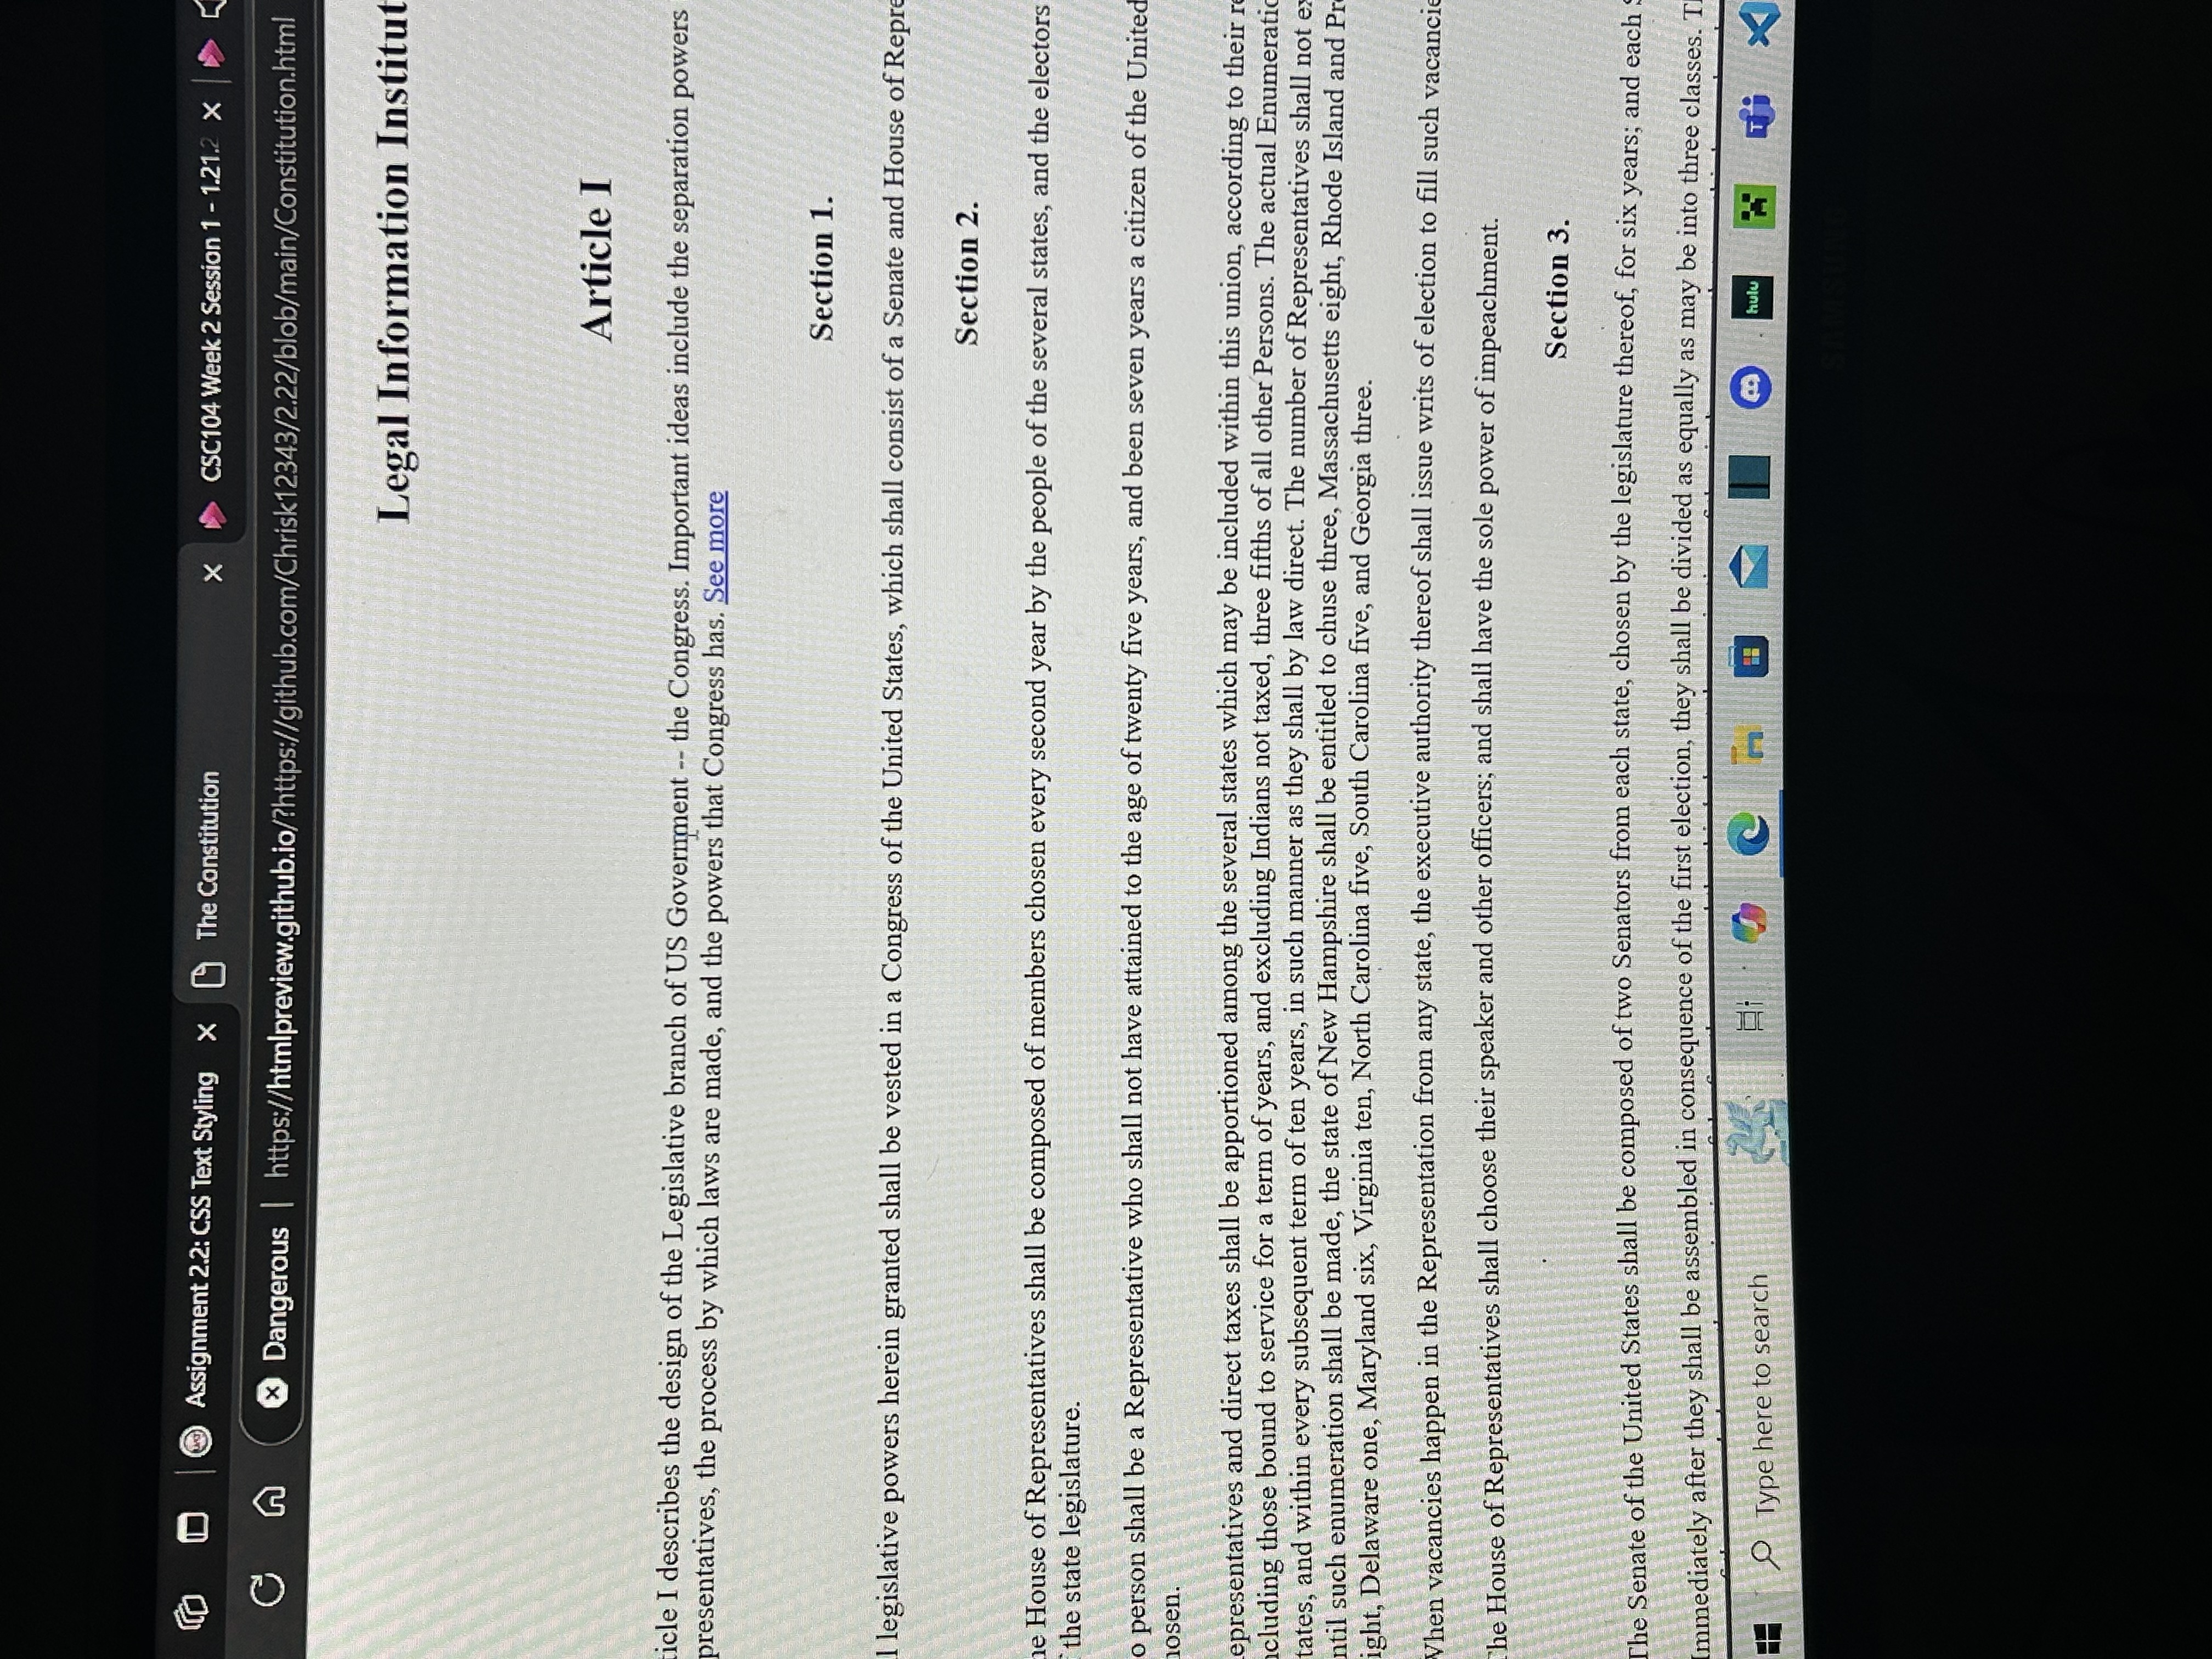 Assignment 2.2: CSS Text Styling
The Constitution
CSC104 Week 2 Session 1 - 1.21.2
Dangerous | https://htmlpreview.github.io/?https://github.com/Chrisk12343/2.22/blob/main/Constitution.html
Legal Information Institut
Article I
ticle I describes the design of the Legislative branch of US Government -- the Congress. Important ideas include the separation powers
presentatives, the process by which laws are made, and the powers that Congress has. See more
Section 1.
l legislative powers herein granted shall be vested in a Congress of the United States, which shall consist of a Senate and House of Repre
Section 2.
he House of Representatives shall be composed of members chosen every second year by the people of the several states, and the electors
the state legislature.
o person shall be a Representative who shall not have attained to the age of twenty five years, and been seven years a citizen of the United
hosen.
epresentatives and direct taxes shall be apportioned among the several states which may be included within this union, according to their re
ncluding those bound to service for a term of years, and excluding Indians not taxed, three fifths of all other Persons. The actual Enumeratio
tates, and within every subsequent term of ten years, in such manner as they shall by law direct. The number of Representatives shall not ex
ntil such enumeration shall be made, the state of New Hampshire shall be entitled to chuse three, Massachusetts eight, Rhode Island and Pr
ight, Delaware one, Maryland six, Virginia ten, North Carolina five, South Carolina five, and Georgia three.
When vacancies happen in the Representation from any state, the executive authority thereof shall issue writs of election to fill such vacancie
The House of Representatives shall choose their speaker and other officers; and shall have the sole power of impeachment.
Section 3.
The Senate of the United States shall be composed of two Senators from each state, chosen by the legislature thereof, for six years; and each S
Immediately after they shall be assembled in consequence of the first election, they shall be divided as equally as may be into three classes. Th
Type here to search
hulu
SAMSUNG